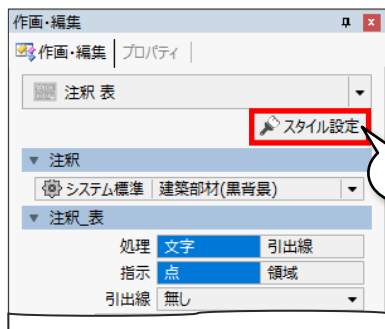 作画・編集
作画・編集 プロパティ
注釈 表
スタイル設定
▼ 注釈
システム標準 建築部材(黒背景)
▼ 注釈_表
処理 文字 引出線
指示 点 領域
引出線 無し